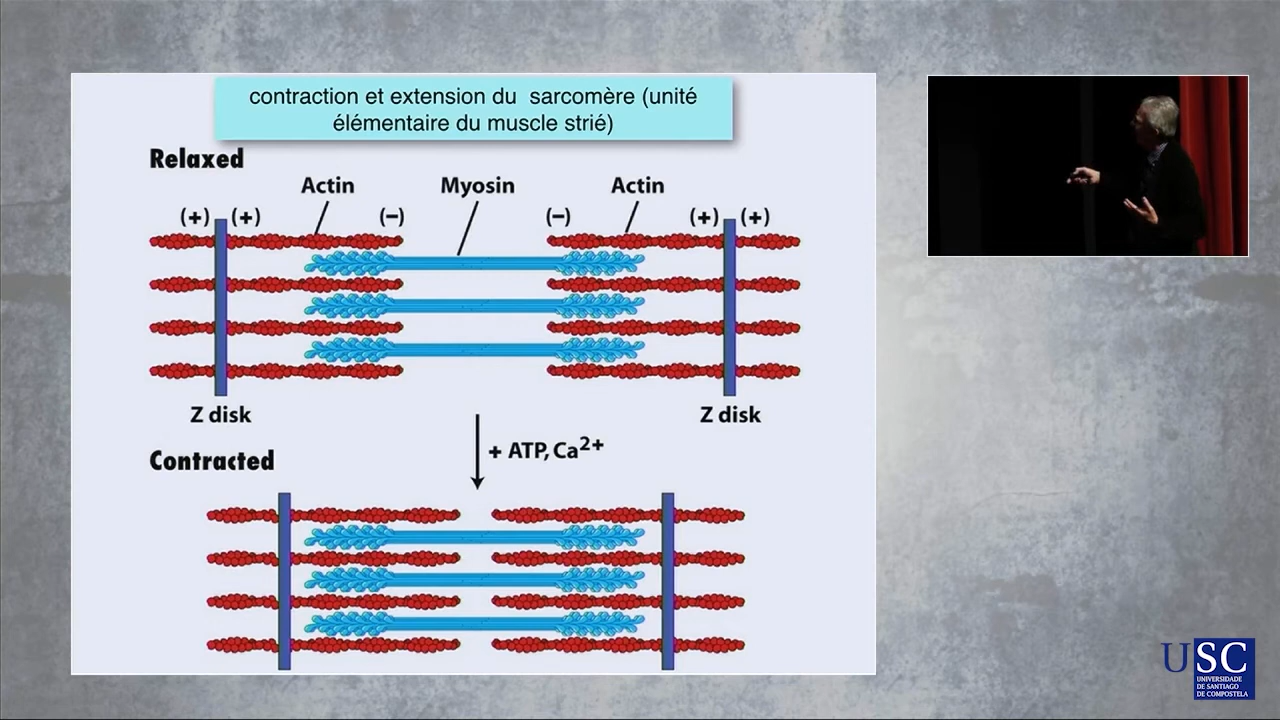 contraction et extension du  sarcomère (unité
élémentaire du muscle strié)
Relaxed
Actin
Myosin
Actin
(+)
(+)
(−)
(−)
(+)
(+)
Z disk
Z disk
+ ATP, Ca2+
Contracted
USC
UNIVERSIDADE
DE SANTIAGO
DE COMPOSTELA